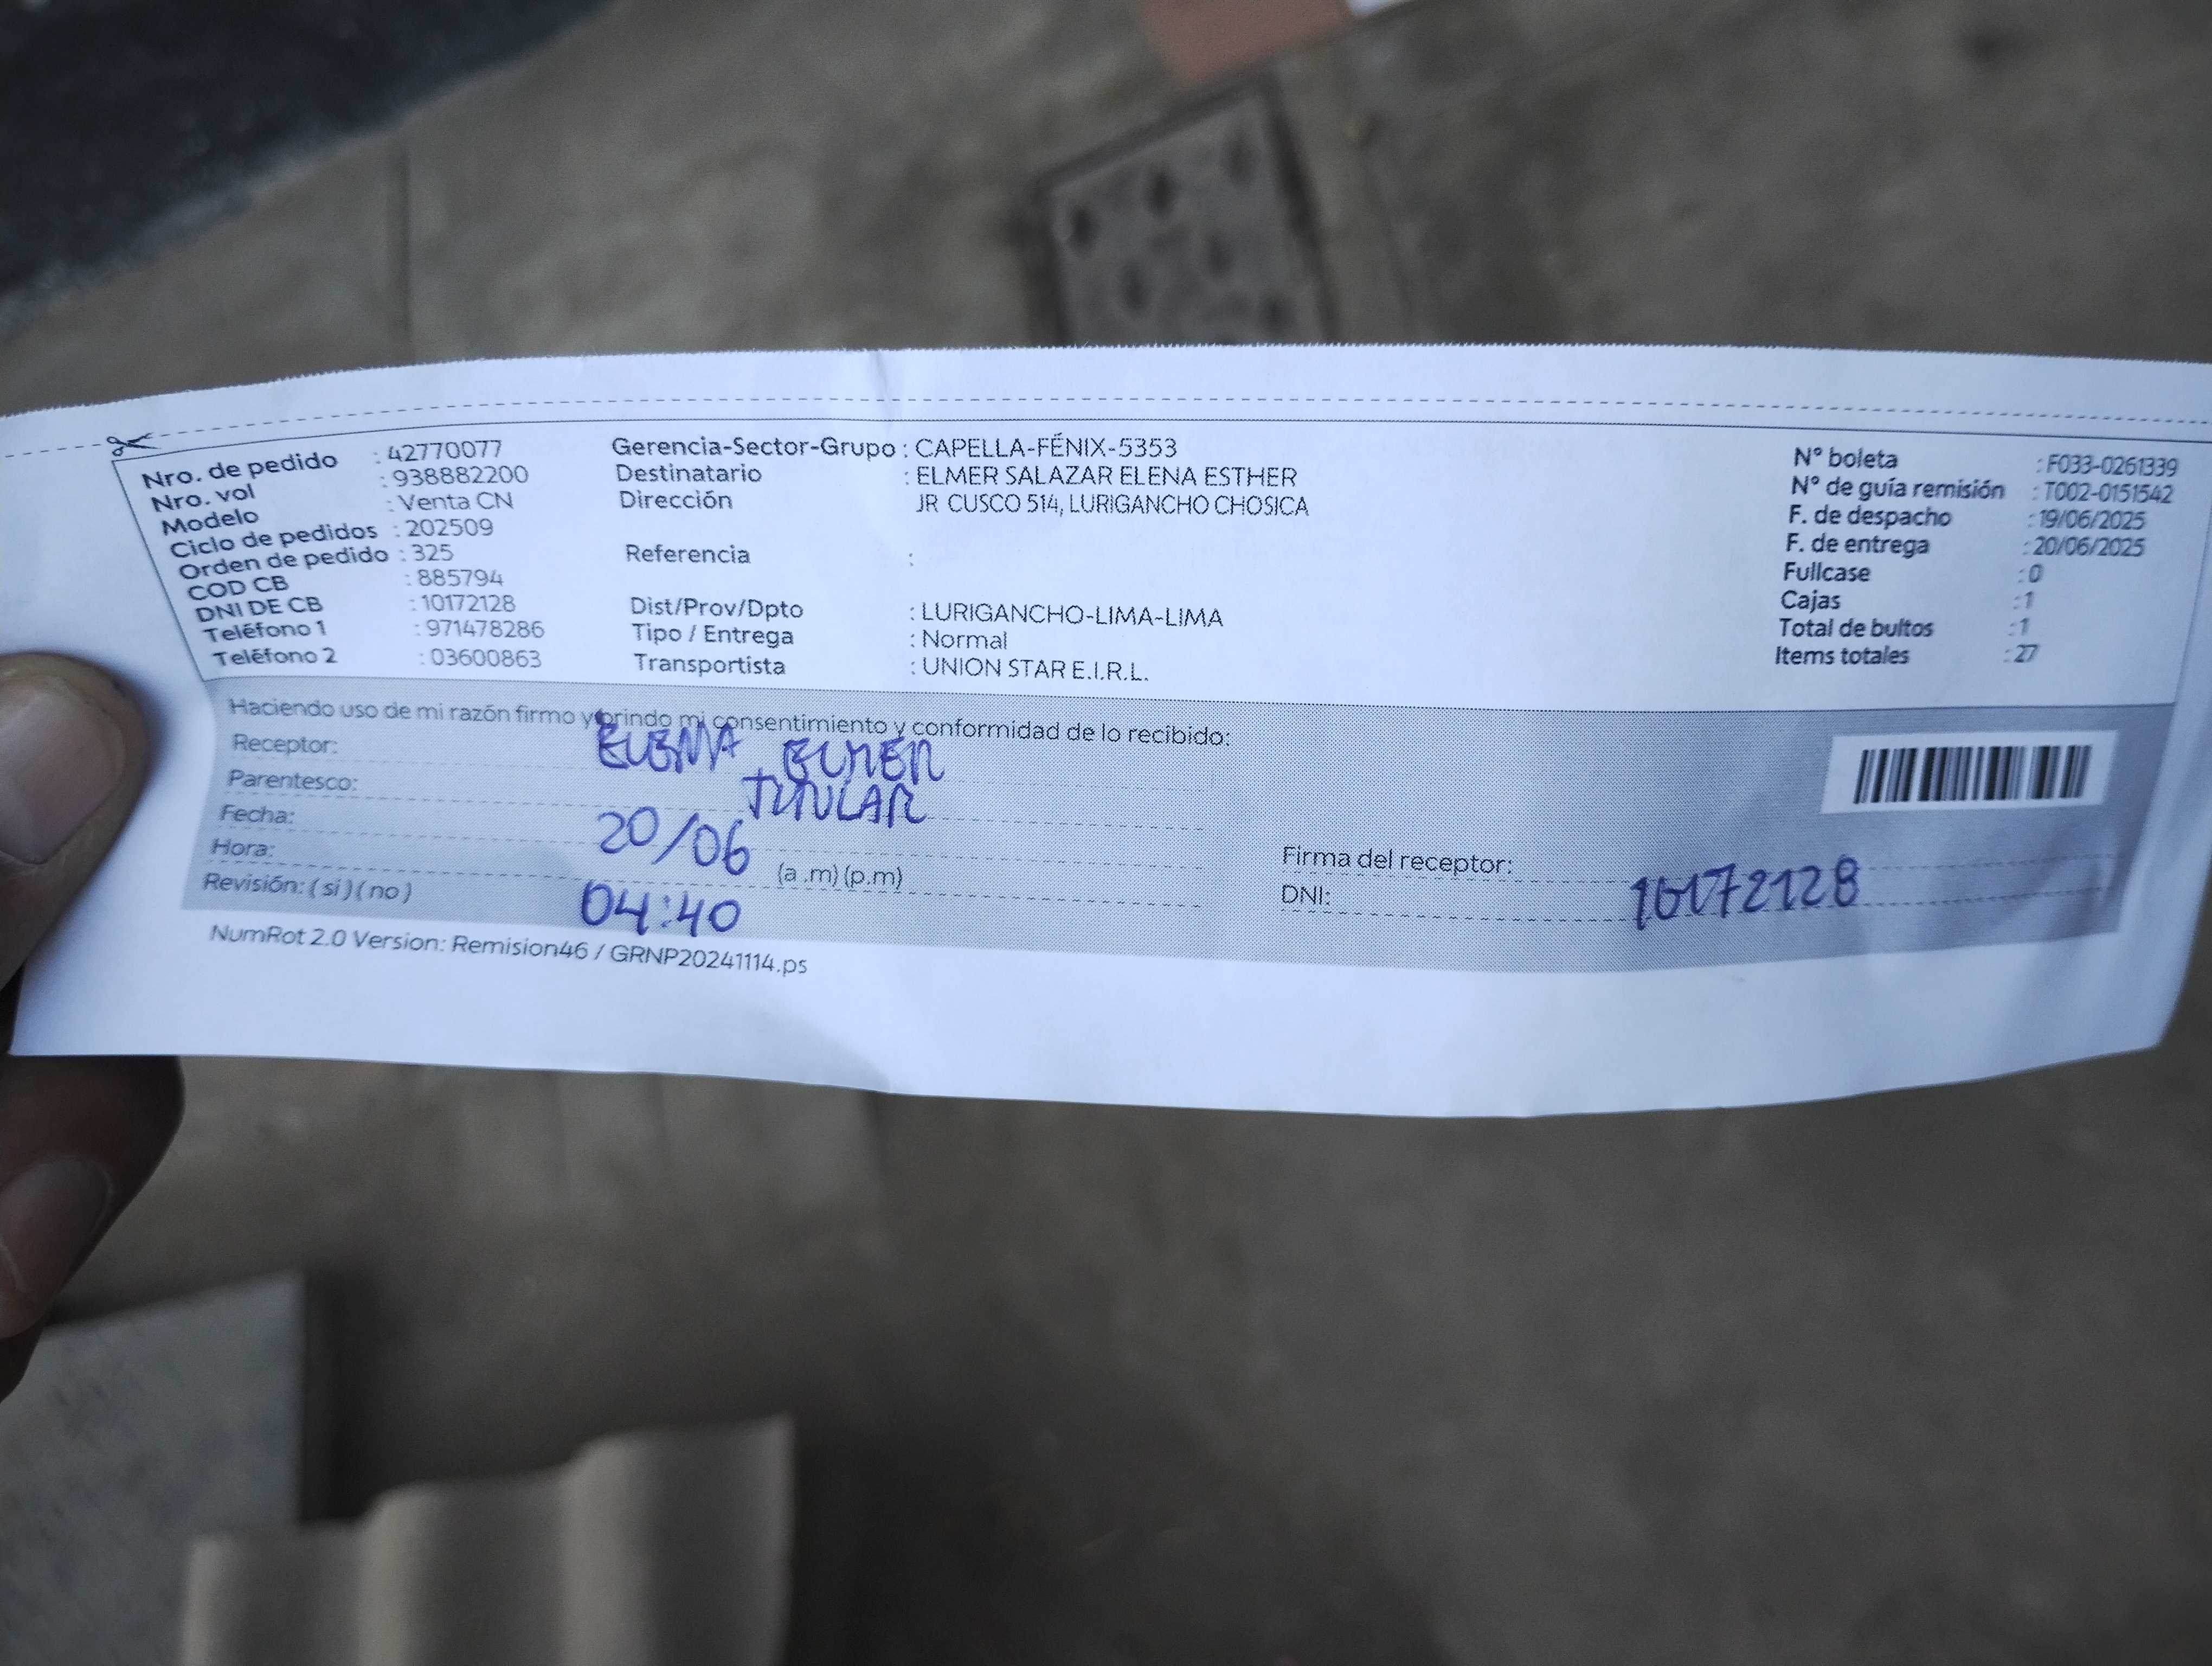 Nro. de pedido : 42770077
Nro. vol : 938882200
Modelo : Venta CN
Ciclo de pedidos : 202509
Orden de pedido : 325
COD CB : 885794
DNI DE CB : 10172128
Teléfono 1 : 971478286
Teléfono 2 : 03600863
Gerencia-Sector-Grupo : CAPELLA-FÉNIX-5353
Destinatario : ELMER SALAZAR ELENA ESTHER
Dirección JR CUSCO 514, LURIGANCHO CHOSICA
Referencia :
Dist/Prov/Dpto : LURIGANCHO-LIMA-LIMA
Tipo / Entrega : Normal
Transportista : UNION STAR E.I.R.L.
N° boleta : F033-0261339
N° de guía remisión : T002-0151542
F. de despacho : 19/06/2025
F. de entrega : 20/06/2025
Fullcase : 0
Cajas : 1
Total de bultos : 1
Items totales : 27
Haciendo uso de mi razón firmo y brindo mi consentimiento y conformidad de lo recibido:
Receptor: ELENA ELMER
Parentesco: TITULAR
Fecha: 20/06
Hora: 04:40 (a .m) (p.m)
Revisión: ( si ) ( no )
Firma del receptor:
DNI: 10172128
NumRot 2.0 Version: Remision46 / GRNP20241114.ps